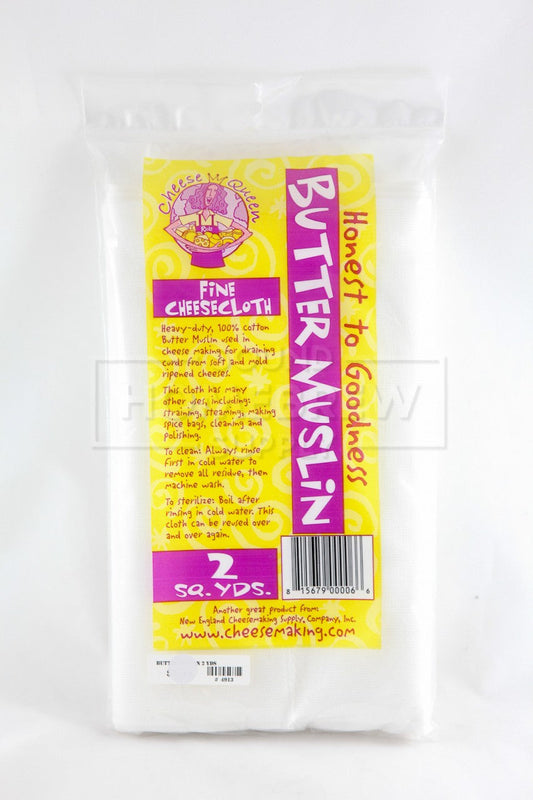 Cheese Queen
Ricki
FiNE
CHEESECLOTH
Heavy-duty, 100% cotton
Butter Muslin used in
cheese making for draining
curds from soft and mold
ripened cheeses.
This cloth has many
other uses, including:
straining, steaming, making
spice bags, cleaning and
polishing.
To clean: Always rinse
first in cold water to
remove all residue, then
machine wash.
To sterilize: Boil after
rinsing in cold water. This
cloth can be reused over
and over again.
2
SQ. YDS.
Honest to Goodness
BUTTER MUSLiN
8 15679 00006 6
Another great product from:
New England Cheesemaking Supply, Company, Inc.
www.cheesemaking.com
X 2 YDS
# 4913
HOMEBREW